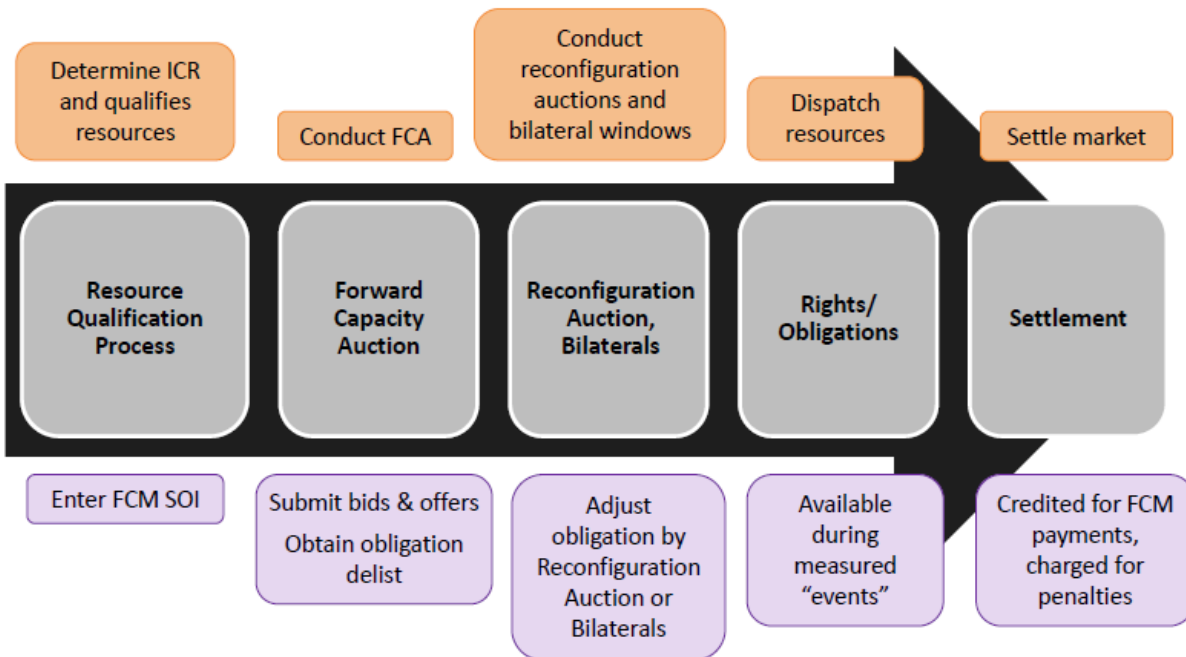 Determine ICR
and qualifies
resources
Conduct FCA
Conduct
reconfiguration
auctions and
bilateral windows
Dispatch
resources
Settle market
Resource
Qualification
Process
Forward
Capacity
Auction
Reconfiguration
Auction,
Bilaterals
Rights/
Obligations
Settlement
Enter FCM SOI
Submit bids & offers
Obtain obligation
delist
Adjust
obligation by
Reconfiguration
Auction or
Bilaterals
Available
during
measured
“events”
Credited for FCM
payments,
charged for
penalties